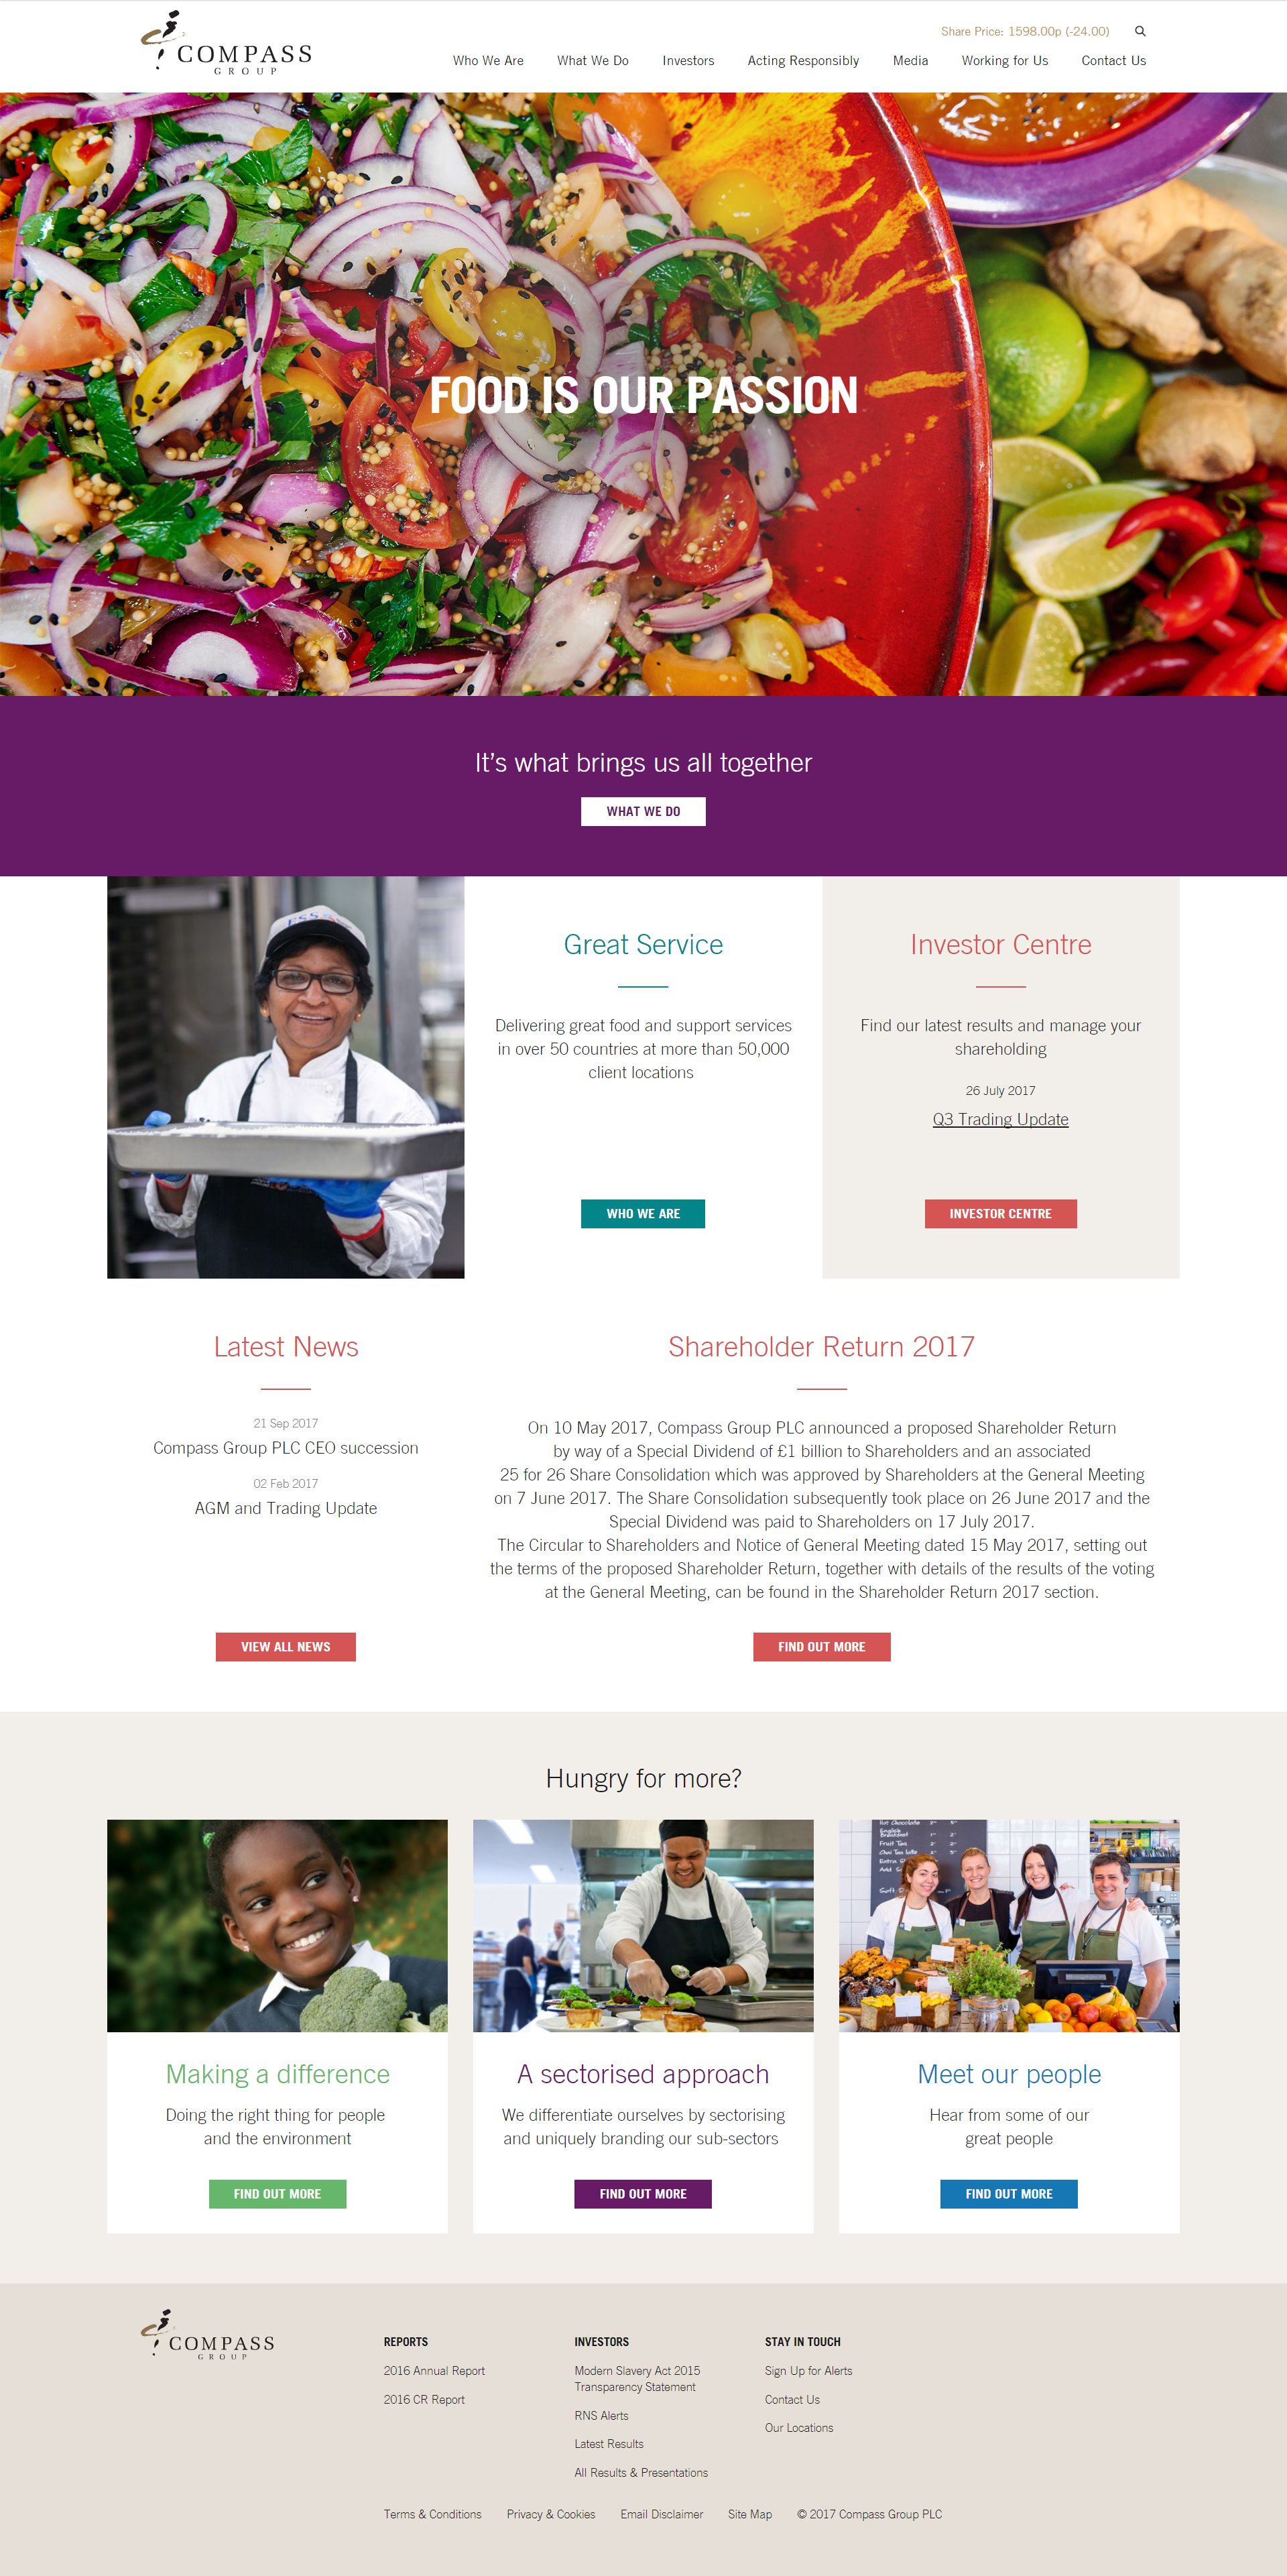 COMPASS
GROUP
Share Price: 1598.00p (-24.00)
Who We Are
What We Do
Investors
Acting Responsibly
Media
Working for Us
Contact Us
FOOD IS OUR PASSION
It's what brings us all together
WHAT WE DO
Great Service
Delivering great food and support services
in over 50 countries at more than 50,000
client locations
WHO WE ARE
Investor Centre
Find our latest results and manage your
shareholding
26 July 2017
Q3 Trading Update
INVESTOR CENTRE
Latest News
21 Sep 2017
Compass Group PLC CEO succession
02 Feb 2017
AGM and Trading Update
VIEW ALL NEWS
Shareholder Return 2017
On 10 May 2017, Compass Group PLC announced a proposed Shareholder Return
by way of a Special Dividend of £1 billion to Shareholders and an associated
25 for 26 Share Consolidation which was approved by Shareholders at the General Meeting
on 7 June 2017. The Share Consolidation subsequently took place on 26 June 2017 and the
Special Dividend was paid to Shareholders on 17 July 2017.
The Circular to Shareholders and Notice of General Meeting dated 15 May 2017, setting out
the terms of the proposed Shareholder Return, together with details of the results of the voting
at the General Meeting, can be found in the Shareholder Return 2017 section.
FIND OUT MORE
Hungry for more?
Hot Chocolate
English
Breakfast
Fruit Tea
Chai Tea latte
Making a difference
Doing the right thing for people
and the environment
FIND OUT MORE
A sectorised approach
We differentiate ourselves by sectorising
and uniquely branding our sub-sectors
FIND OUT MORE
Meet our people
Hear from some of our
great people
FIND OUT MORE
COMPASS
GROUP
REPORTS
2016 Annual Report
2016 CR Report
INVESTORS
Modern Slavery Act 2015
Transparency Statement
RNS Alerts
Latest Results
All Results & Presentations
STAY IN TOUCH
Sign Up for Alerts
Contact Us
Our Locations
Terms & Conditions
Privacy & Cookies
Email Disclaimer
Site Map
© 2017 Compass Group PLC